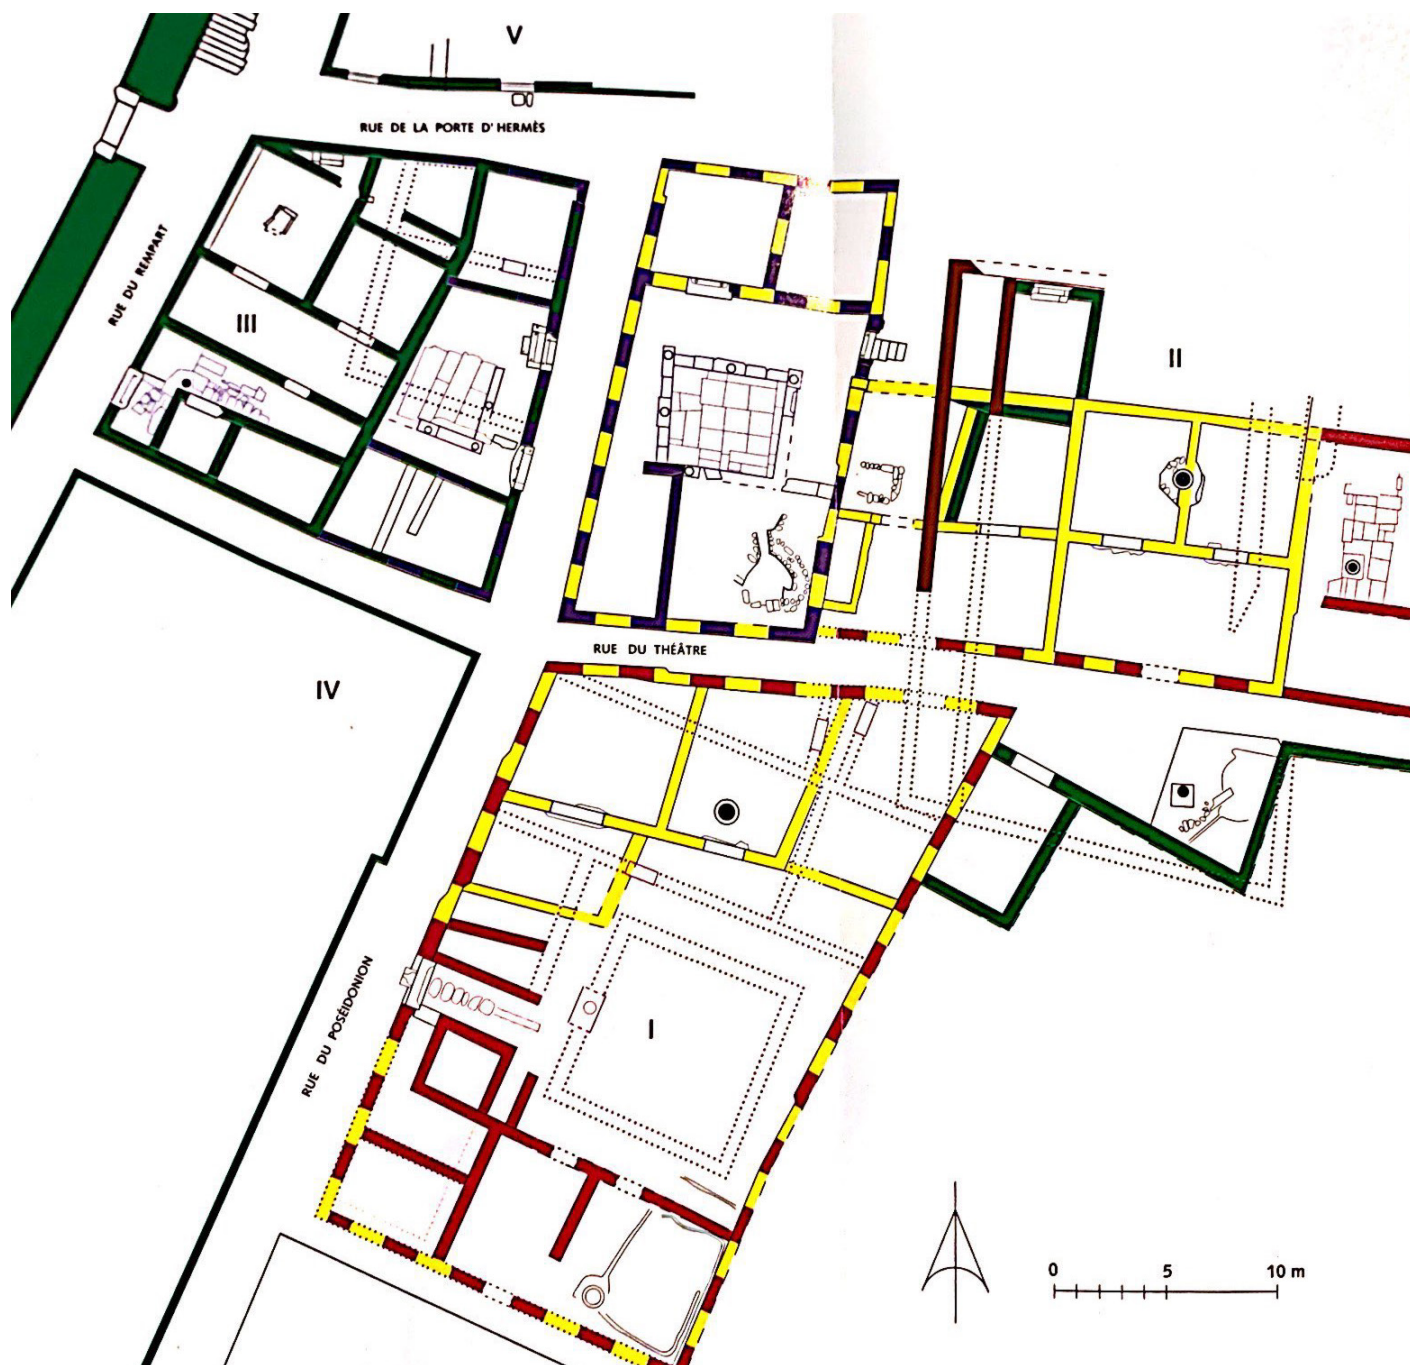 V
RUE DE LA PORTE D'HERMÈS
RUE DU REMPART
III
II
RUE DU THÉÂTRE
IV
RUE DU POSÉIDONION
I
0 5 10 m